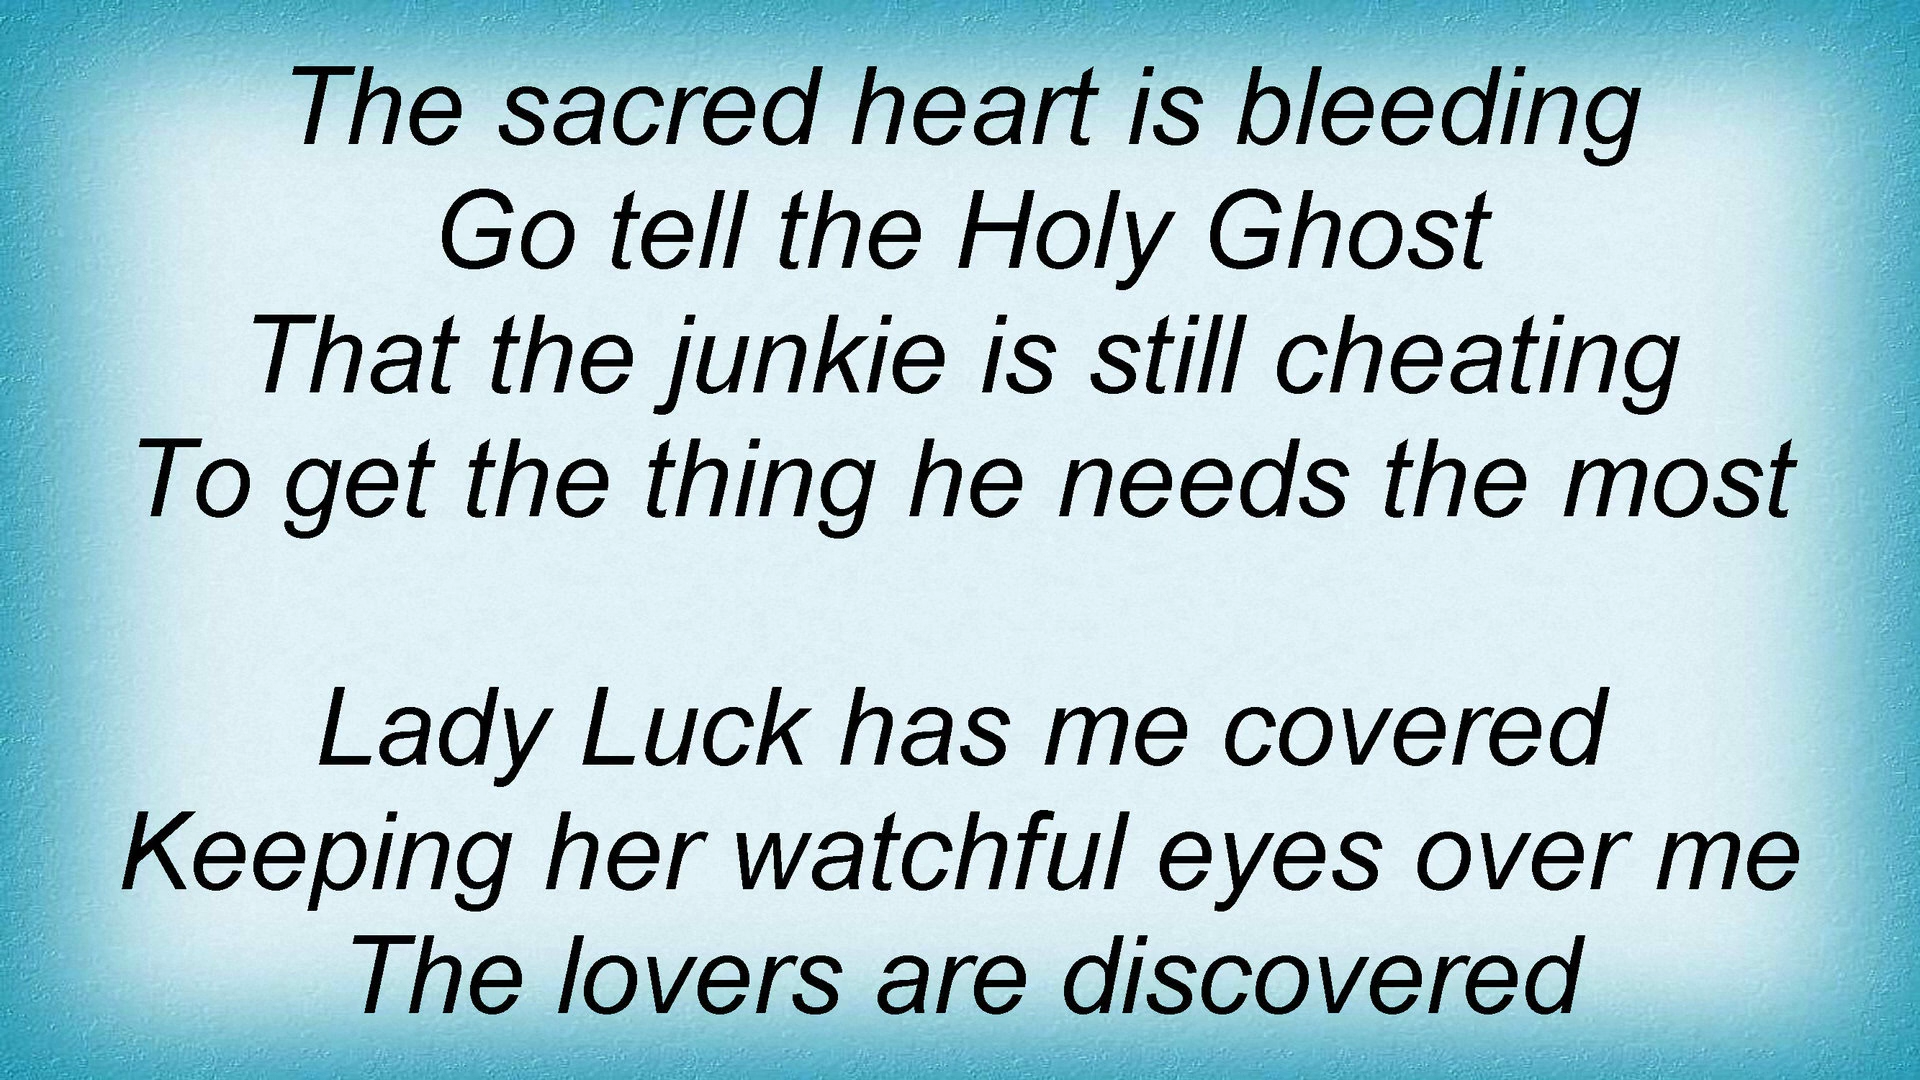 The sacred heart is bleeding
Go tell the Holy Ghost
That the junkie is still cheating
To get the thing he needs the most
Lady Luck has me covered
Keeping her watchful eyes over me
The lovers are discovered